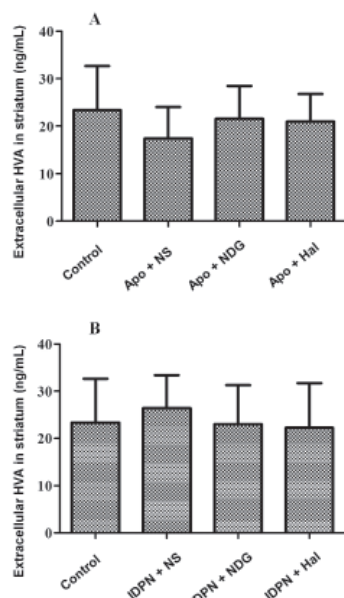 A
Extracellular HVA in striatum (ng/mL)
40
30
20
10
0
Control
Apo + NS
Apo + NDG
Apo + Hal
B
Extracellular HVA in striatum (ng/mL)
40
30
20
10
0
Control
IDPN + NS
IDPN + NDG
IDPN + Hal